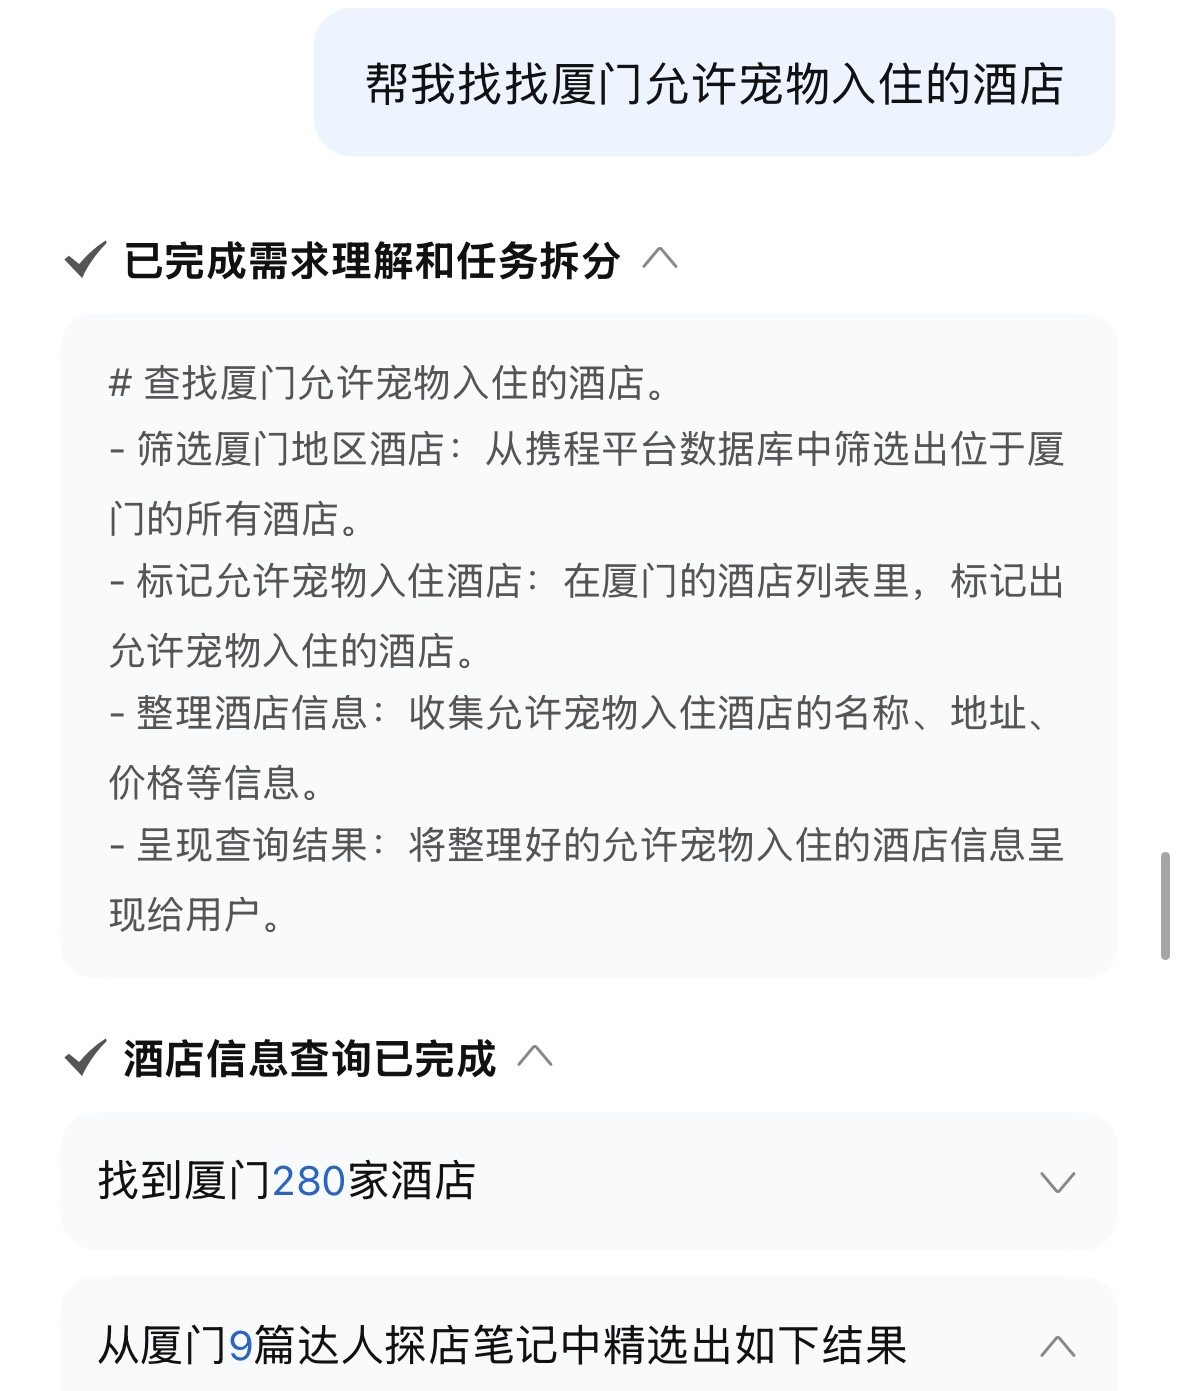 帮我找找厦门允许宠物入住的酒店
已完成需求理解和任务拆分
# 查找厦门允许宠物入住的酒店。
- 筛选厦门地区酒店：从携程平台数据库中筛选出位于厦
门的所有酒店。
- 标记允许宠物入住酒店：在厦门的酒店列表里，标记出
允许宠物入住的酒店。
- 整理酒店信息：收集允许宠物入住酒店的名称、地址、
价格等信息。
- 呈现查询结果：将整理好的允许宠物入住的酒店信息呈
现给用户。
酒店信息查询已完成
找到厦门280家酒店
从厦门9篇达人探店笔记中精选出如下结果